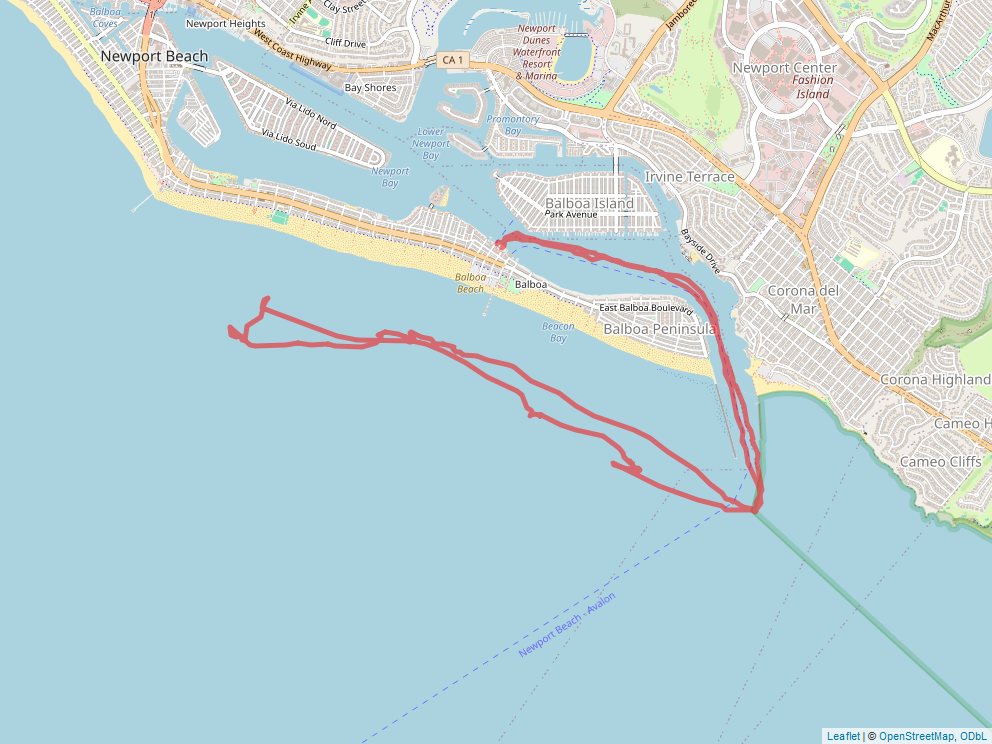 Balboa
Coves
Newport Heights
Clay Street
Cliff Drive
West Coast Highway
Newport Beach
CA 1
Bay Shores
Newport
Dunes
Waterfront
Resort
& Marina
Newport Center
Fashion
Island
Via Lido Nord
Via Lido Soud
Promontory
Bay
Lower
Newport
Bay
Newport
Bay
Irvine Terrace
Balboa Island
Park Avenue
Bayside Drive
Balboa
Beach
Balboa
Corona del
Mar
East Balboa Boulevard
Beacon
Bay
Balboa Peninsula
Corona Highland
Cameo H
Cameo Cliffs
Newport Beach - Avalon
Leaflet | © OpenStreetMap, ODbL